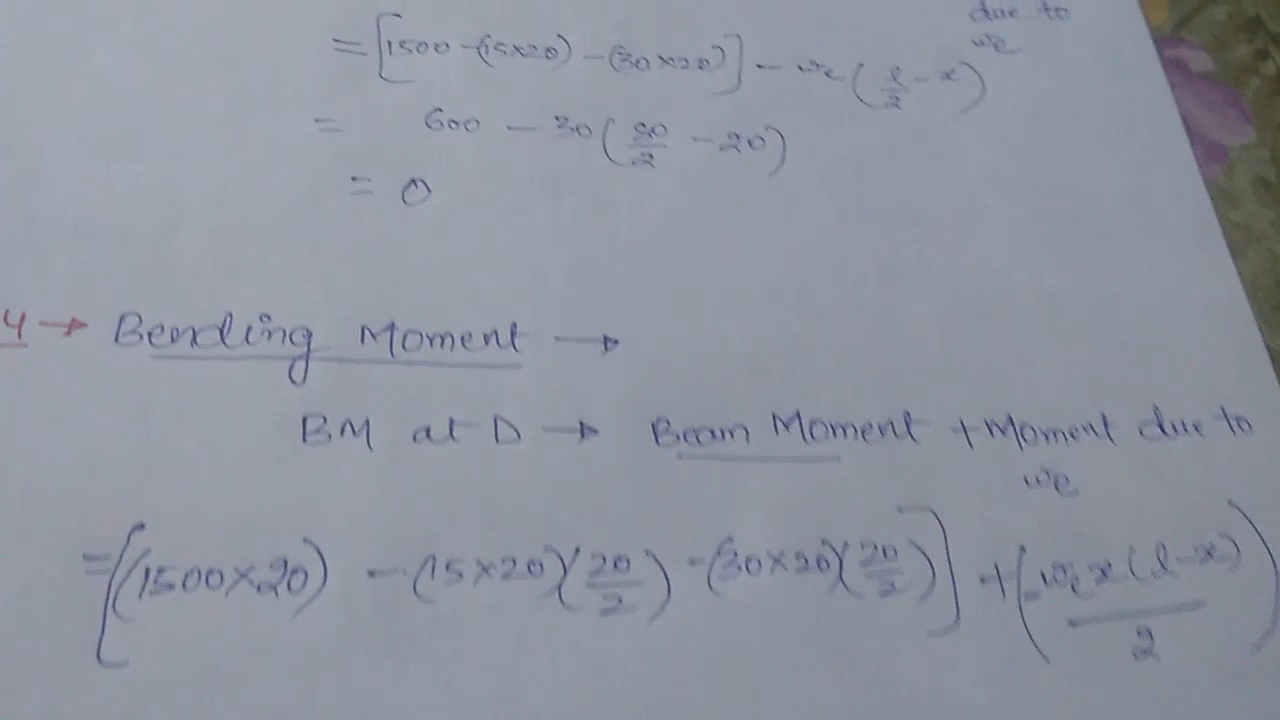 due to
we
= [1500 - (15×20) - (30×20)] - we (l/2 - x)
= 600 - 30 (80/2 - 20)
= 0
4 → Bending Moment →
BM at D → Beam Moment + Moment due to
we
= [(1500×20) - (15×20)(20/2) - (30×20)(20/2)] + (-we x (l-x)/2)